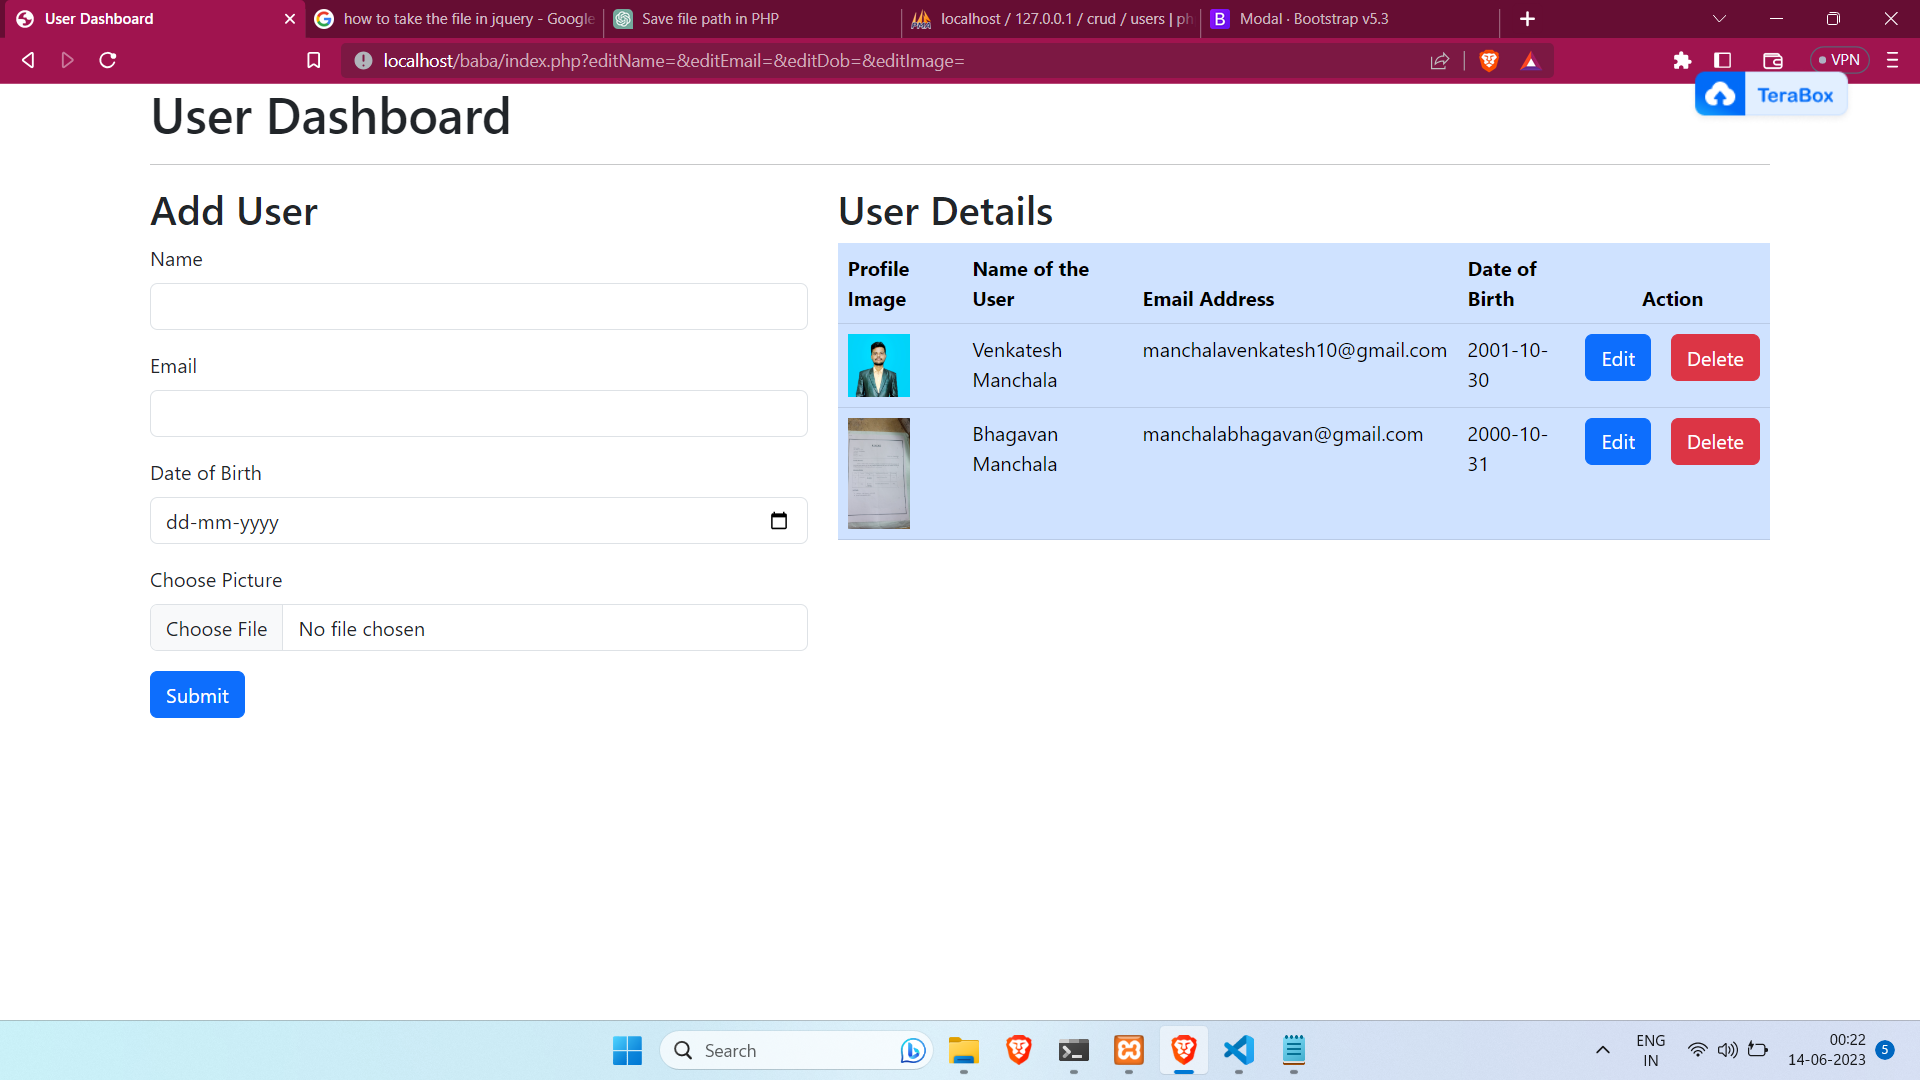 User Dashboard
how to take the file in jquery - Google
Save file path in PHP
localhost / 127.0.0.1 / crud / users | ph
B Modal · Bootstrap v5.3
localhost/baba/index.php?editName=&editEmail=&editDob=&editImage=
VPN
TeraBox
User Dashboard
Add User
Name
Email
Date of Birth
dd-mm-yyyy
Choose Picture
Choose File No file chosen
Submit
User Details
Profile Image Name of the User Email Address Date of Birth Action
Venkatesh Manchala manchalavenkatesh10@gmail.com 2001-10-30 Edit Delete
Bhagavan Manchala manchalabhagavan@gmail.com 2000-10-31 Edit Delete
Search
ENG
IN
00:22
14-06-2023
5